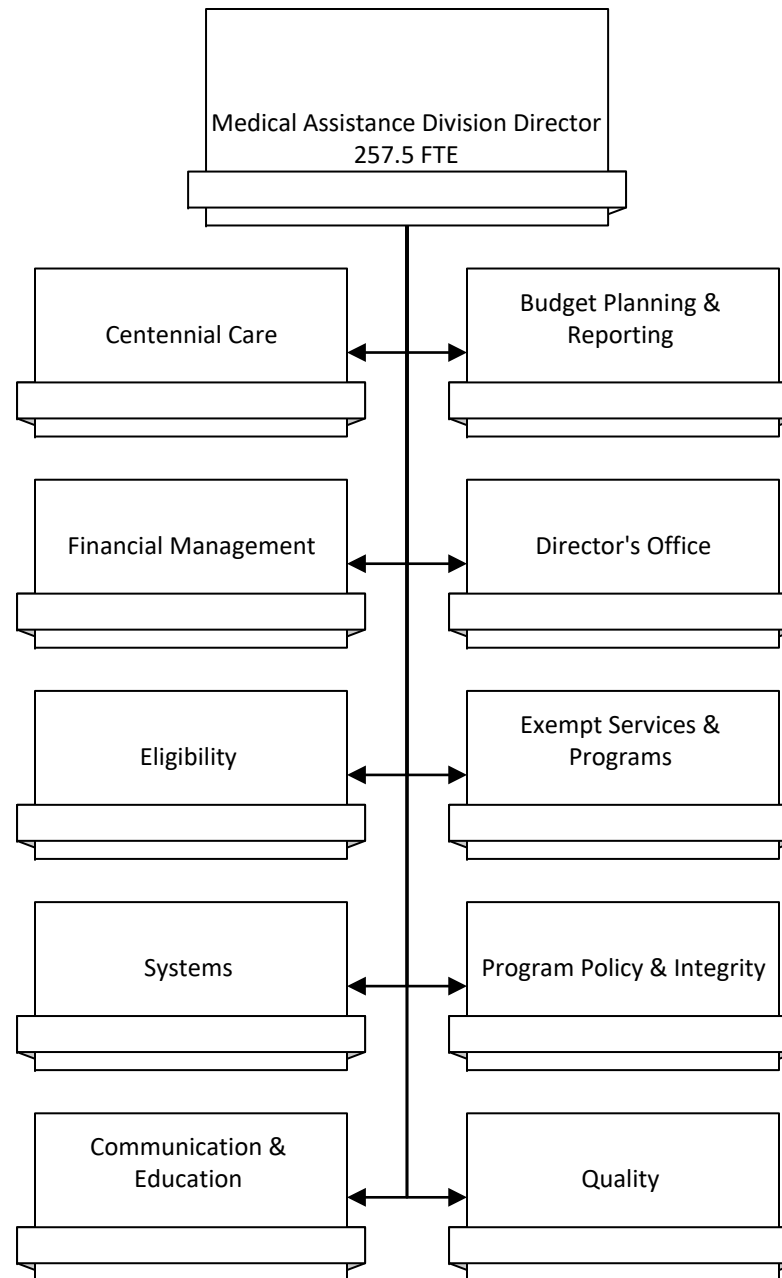 Medical Assistance Division Director
257.5 FTE
Centennial Care
Budget Planning &
Reporting
Financial Management
Director's Office
Eligibility
Exempt Services &
Programs
Systems
Program Policy & Integrity
Communication &
Education
Quality